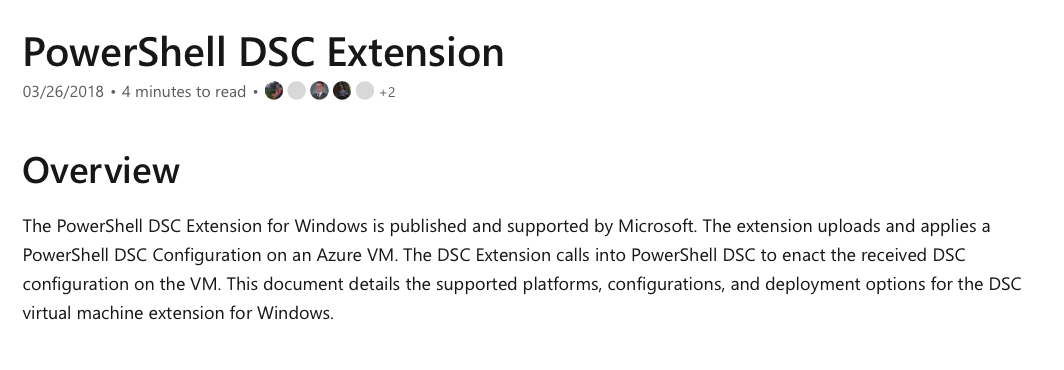 PowerShell DSC Extension
03/26/2018 • 4 minutes to read • +2
Overview
The PowerShell DSC Extension for Windows is published and supported by Microsoft. The extension uploads and applies a
PowerShell DSC Configuration on an Azure VM. The DSC Extension calls into PowerShell DSC to enact the received DSC
configuration on the VM. This document details the supported platforms, configurations, and deployment options for the DSC
virtual machine extension for Windows.